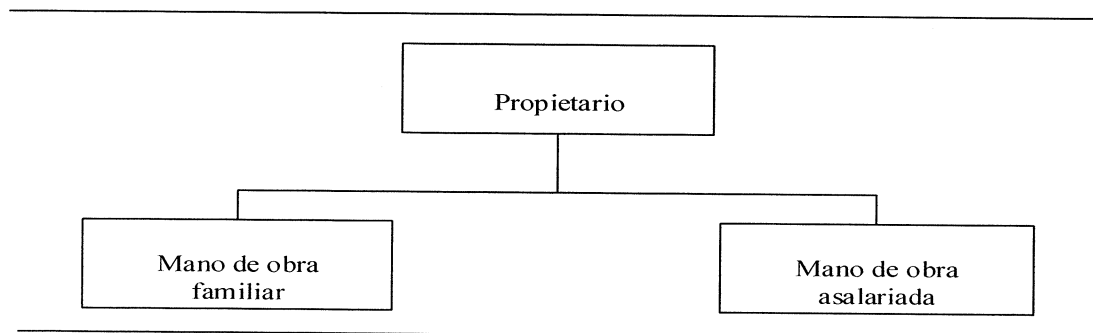 Propietario
Mano de obra
familiar
Mano de obra
asalariada